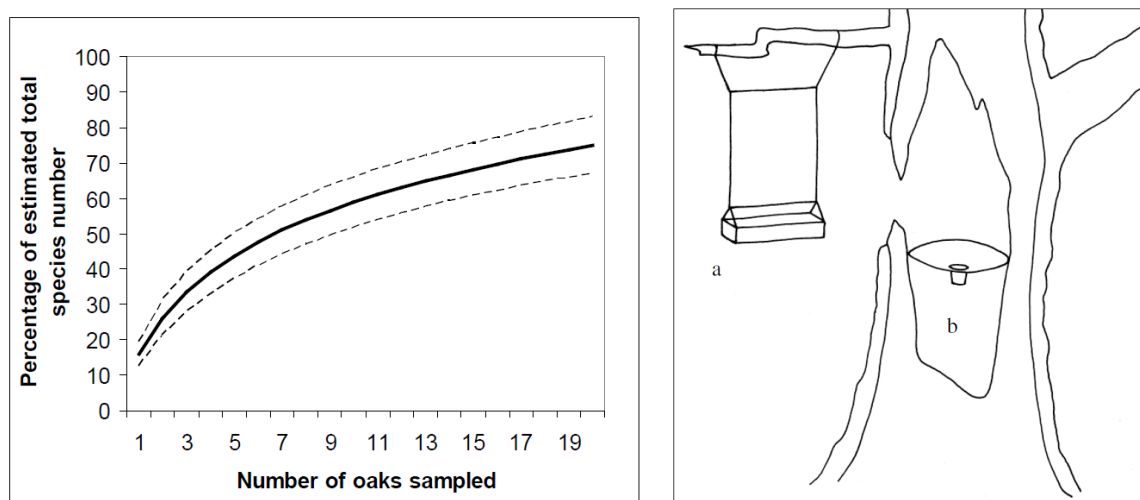 100
90
80
70
60
50
40
30
20
10
0
Percentage of estimated total
species number
1 3 5 7 9 11 13 15 17 19
Number of oaks sampled
a
b